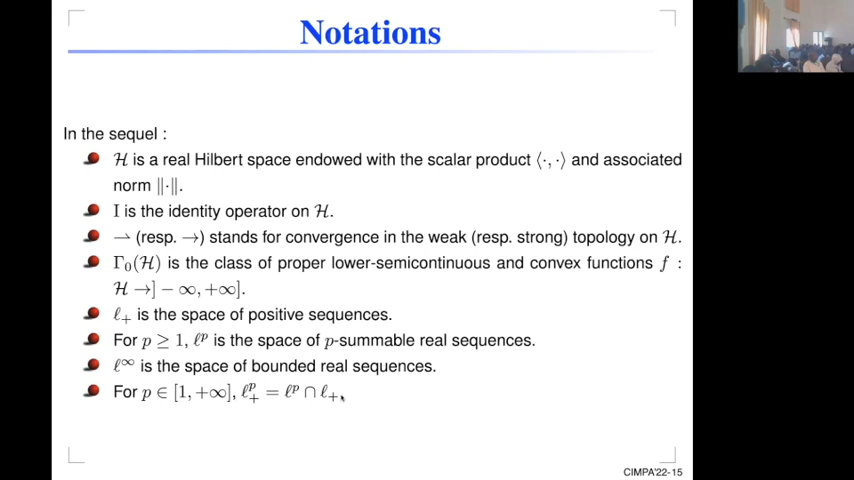 Notations
In the sequel :
ℋ is a real Hilbert space endowed with the scalar product ⟨·, ·⟩ and associated
norm ‖·‖.
I is the identity operator on ℋ.
⇀ (resp. →) stands for convergence in the weak (resp. strong) topology on ℋ.
Γ₀(ℋ) is the class of proper lower-semicontinuous and convex functions f :
ℋ →] − ∞, +∞].
ℓ₊ is the space of positive sequences.
For p ≥ 1, ℓᵖ is the space of p-summable real sequences.
ℓ^∞ is the space of bounded real sequences.
For p ∈ [1, +∞], ℓ₊ᵖ = ℓᵖ ∩ ℓ₊.
CIMPA'22-15